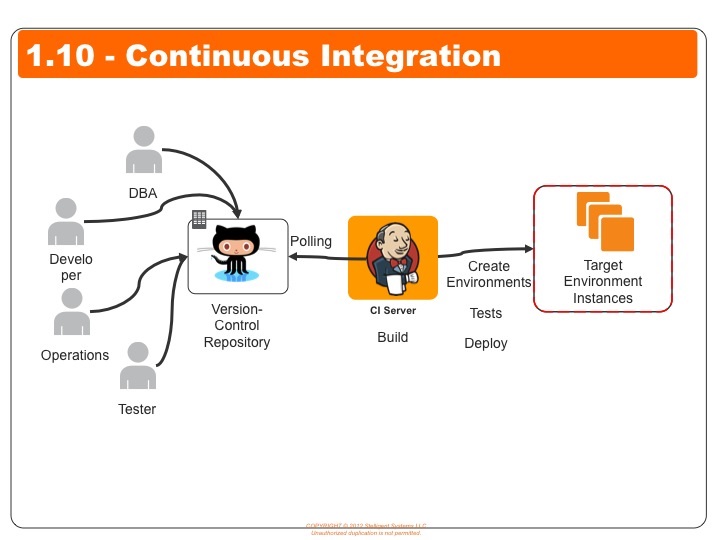 1.10 - Continuous Integration
DBA
Develo
per
Operations
Tester
Version-
Control
Repository
Polling
CI Server
Build
Create
Environments
Tests
Deploy
Target
Environment
Instances
COPYRIGHT © 2012 Stelligent Systems LLC
Unauthorized duplication is not permitted.